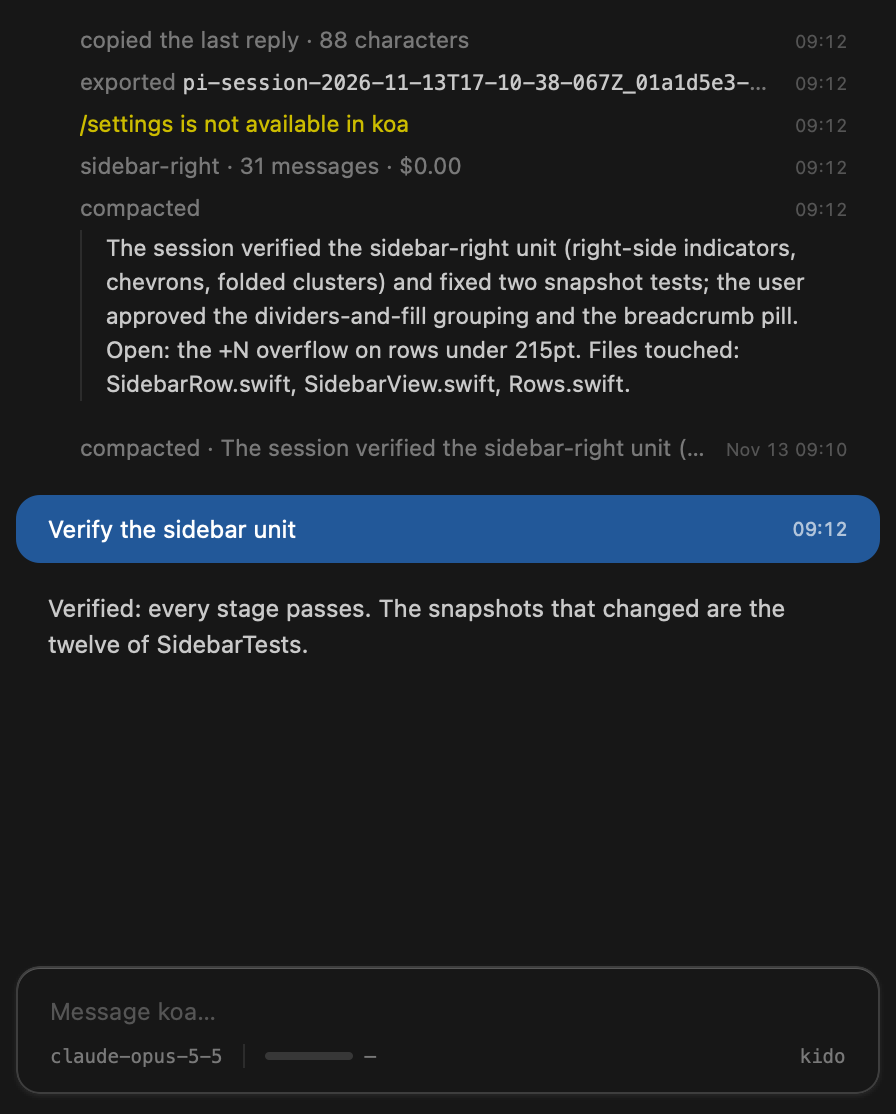 copied the last reply · 88 characters 09:12
exported pi-session-2026-11-13T17-10-38-067Z_01a1d5e3-… 09:12
/settings is not available in koa 09:12
sidebar-right · 31 messages · $0.00 09:12
compacted 09:12
The session verified the sidebar-right unit (right-side indicators,
chevrons, folded clusters) and fixed two snapshot tests; the user
approved the dividers-and-fill grouping and the breadcrumb pill.
Open: the +N overflow on rows under 215pt. Files touched:
SidebarRow.swift, SidebarView.swift, Rows.swift.
compacted · The session verified the sidebar-right unit (… Nov 13 09:10
Verify the sidebar unit 09:12
Verified: every stage passes. The snapshots that changed are the
twelve of SidebarTests.
Message koa…
claude-opus-5-5 – kido